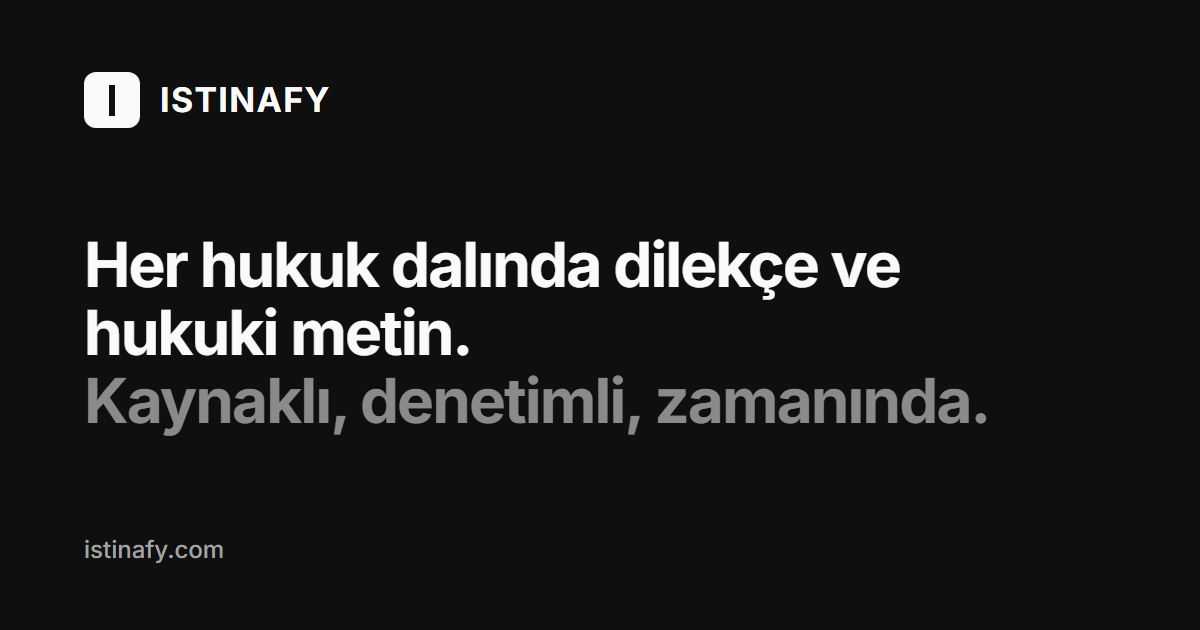 I ISTINAFY
Her hukuk dalında dilekçe ve
hukuki metin.
Kaynaklı, denetimli, zamanında.
istinafy.com